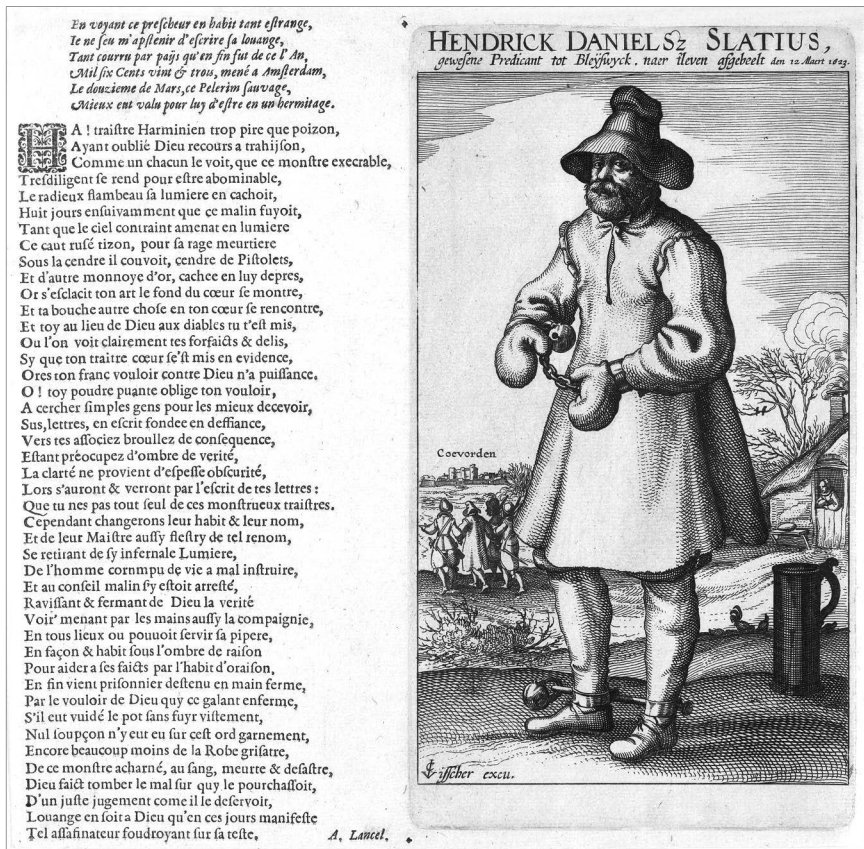 En voyant ce preſcheur en habit tant eſtrange,
Ie ne ſeu m'apſtenir d'eſcrire ſa louange,
Tant courru par paijs qu'en fin fut de ce l'An,
Mil ſix Cents vint & trois, mené a Amſterdam,
Le douzieme de Mars, ce Pelerim ſauvage,
Mieux eut valu pour luy d'eſtre en un hermitage.
HA ! traiſtre Harminien trop pire que poizon,
Ayant oublié Dieu recours a trahijſon,
Comme un chacun le voit, que ce monſtre execrable,
Treſdiligent ſe rend pour eſtre abominable,
Le radieux flambeau ſa lumiere en cachoit,
Huit jours enſuivamment que ce malin fuyoit,
Tant que le ciel contraint amenat en lumiere
Ce caut ruſé tizon, pour ſa rage meurtiere
Sous la cendre il couvoit, cendre de Piſtolets,
Et d'autre monnoye d'or, cachee en luy depres,
Or s'eſclacit ton art le fond du cœur ſe montre,
Et ta bouche autre choſe en ton cœur ſe rencontre,
Et toy au lieu de Dieu aux diables tu t'eſt mis,
Ou l'on voit clairement tes forfaicts & delis,
Sy que ton traitre cœur ſe'ſt mis en evidence,
Ores ton franc vouloir contre Dieu n'a puiſſance.
O ! toy poudre puante oblige ton vouloir,
A cercher ſimples gens pour les mieux decevoir,
Sus, lettres, en eſcrit fondee en deffiance,
Vers tes aſſociez broullez de conſequence,
Eſtant préocupez d'ombre de verité,
La clarté ne provient d'eſpeſſe obſcurité,
Lors s'auront & verront par l'eſcrit de tes lettres :
Que tu nes pas tout ſeul de ces monſtrueux traiſtres.
Cependant changerons leur habit & leur nom,
Et de leur Maiſtre auſſy fleſtry de tel renom,
Se retirant de ſy infernale Lumiere,
De l'homme cornmpu de vie a mal inſtruire,
Et au conſeil malin ſy eſtoit arreſté,
Raviſſant & fermant de Dieu la verité
Voir' menant par les mains auſſy la compaignie,
En tous lieux ou pouuoit ſervir ſa pipere,
En façon & habit ſous l'ombre de raiſon
Pour aider a ſes faicts par l'habit d'oraiſon,
En fin vient priſonnier deſtenu en main ferme,
Par le vouloir de Dieu quy ce galant enferme,
S'il eut vuidé le pot ſans fuyr viſtement,
Nul ſoupçon n'y eut eu ſur ceſt ord garnement,
Encore beaucoup moins de la Robe griſatre,
De ce monſtre acharné, au ſang, meurte & deſaſtre,
Dieu faict tomber le mal ſur quy le pourchaſſoit,
D'un juſte jugement come il le deſervoit,
Louange en ſoit a Dieu qu'en ces jours manifeſte
Tel aſſaſinateur foudroyant ſur ſa teſte.
A. Lancel.
HENDRICK DANIELSz SLATIUS,
geweſene Predicant tot Bleÿſwyck. naer tleven afgebeelt den 12 Maert 1623.
Coevorden
CVisſcher excu.